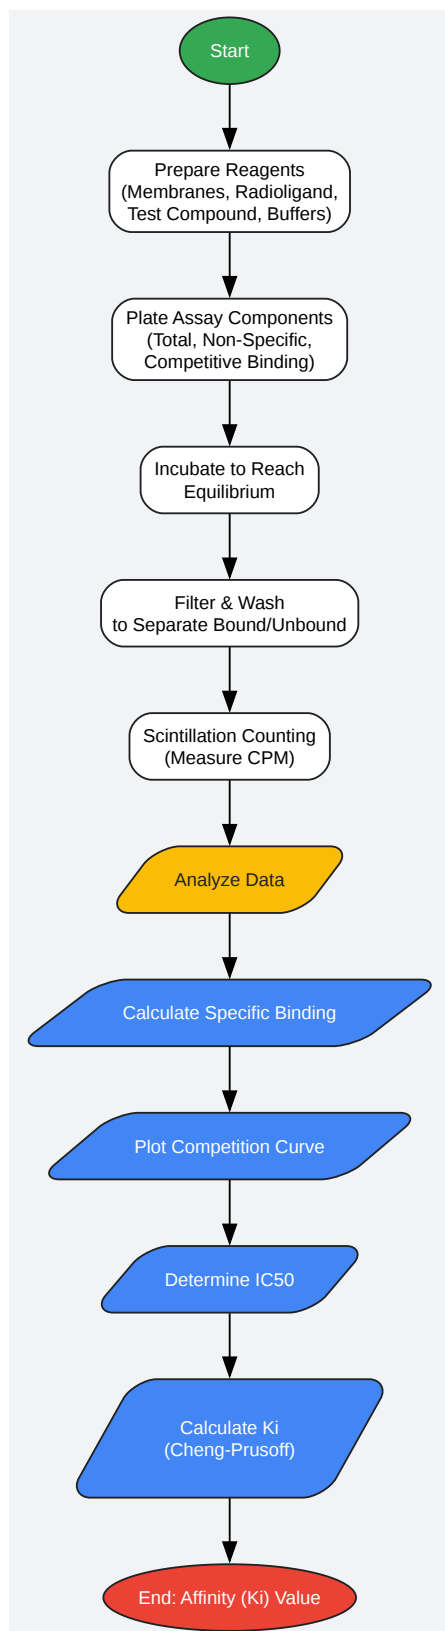 Start
Prepare Reagents
(Membranes, Radioligand,
Test Compound, Buffers)
Plate Assay Components
(Total, Non-Specific,
Competitive Binding)
Incubate to Reach
Equilibrium
Filter & Wash
to Separate Bound/Unbound
Scintillation Counting
(Measure CPM)
Analyze Data
Calculate Specific Binding
Plot Competition Curve
Determine IC50
Calculate Ki
(Cheng-Prusoff)
End: Affinity (Ki) Value